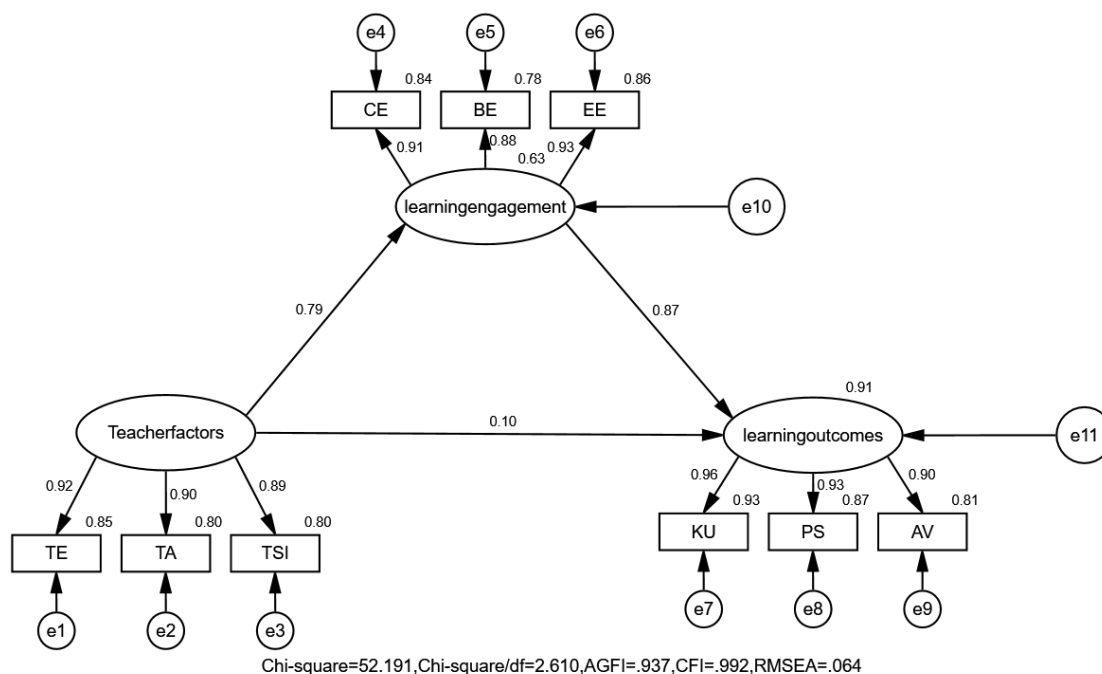 e4 e5 e6
0.84 0.78 0.86
CE BE EE
0.91 0.88 0.63 0.93
learningengagement e10
0.79 0.87
0.91
Teacherfactors 0.10 learningoutcomes e11
0.92 0.90 0.89 0.96 0.93 0.90
0.85 0.80 0.80 0.93 0.87 0.81
TE TA TSI KU PS AV
e1 e2 e3 e7 e8 e9
Chi-square=52.191,Chi-square/df=2.610,AGFI=.937,CFI=.992,RMSEA=.064